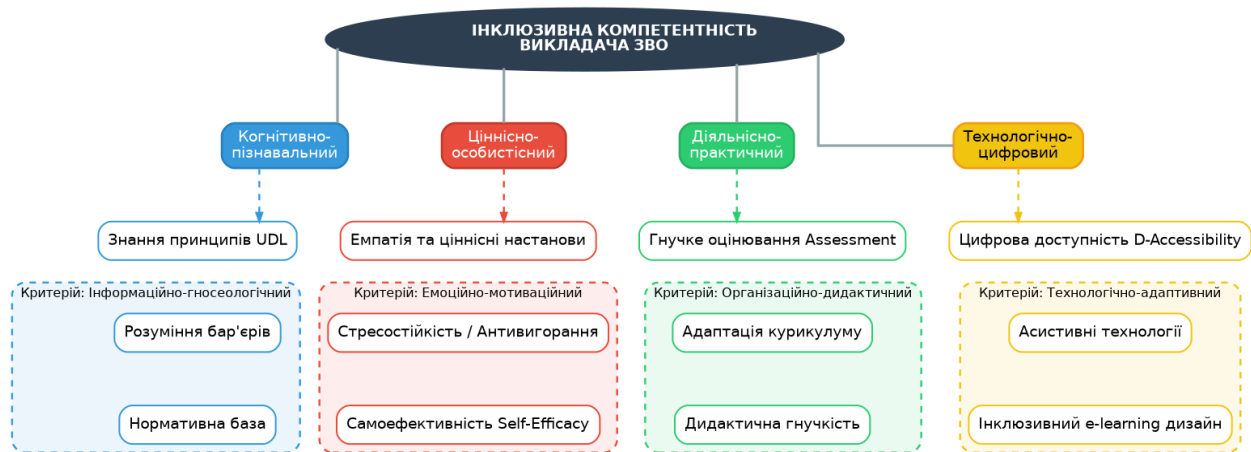 ІНКЛЮЗИВНА КОМПЕТЕНТНІСТЬ
ВИКЛАДАЧА ЗВО
Когнітивно-
пізнавальний
Ціннісно-
особистісний
Діяльнісно-
практичний
Технологічно-
цифровий
Знання принципів UDL
Емпатія та ціннісні настанови
Гнучке оцінювання Assessment
Цифрова доступність D-Accessibility
Критерій: Інформаційно-гносеологічний
Критерій: Емоційно-мотиваційний
Критерій: Організаційно-дидактичний
Критерій: Технологічно-адаптивний
Розуміння бар'єрів
Стресостійкість / Антивигорання
Адаптація курикулуму
Асистивні технології
Нормативна база
Самоефективність Self-Efficacy
Дидактична гнучкість
Інклюзивний e-learning дизайн